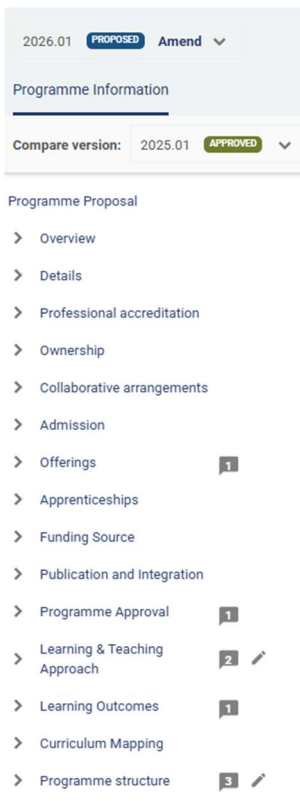 2026.01 PROPOSED Amend
Programme Information
Compare version: 2025.01 APPROVED
Programme Proposal
Overview
Details
Professional accreditation
Ownership
Collaborative arrangements
Admission
Offerings 1
Apprenticeships
Funding Source
Publication and Integration
Programme Approval 1
Learning & Teaching
Approach 2
Learning Outcomes 1
Curriculum Mapping
Programme structure 3